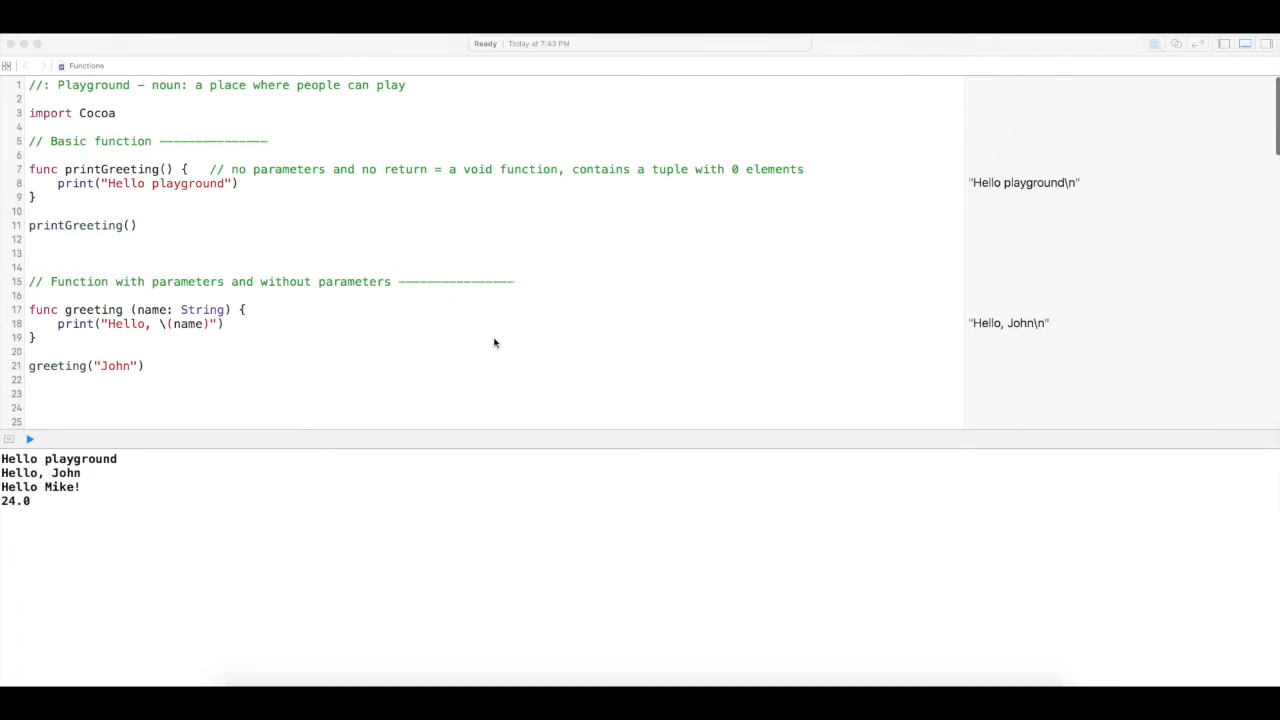 Ready | Today at 7:43 PM
Functions
1 //: Playground - noun: a place where people can play
2
3 import Cocoa
4
5 // Basic function ---------------
6
7 func printGreeting() { // no parameters and no return = a void function, contains a tuple with 0 elements
8 print("Hello playground") "Hello playground\n"
9 }
10
11 printGreeting()
12
13
14
15 // Function with parameters and without parameters ----------------
16
17 func greeting (name: String) {
18 print("Hello, \(name)") "Hello, John\n"
19 }
20
21 greeting("John")
22
23
24
25
Hello playground
Hello, John
Hello Mike!
24.0